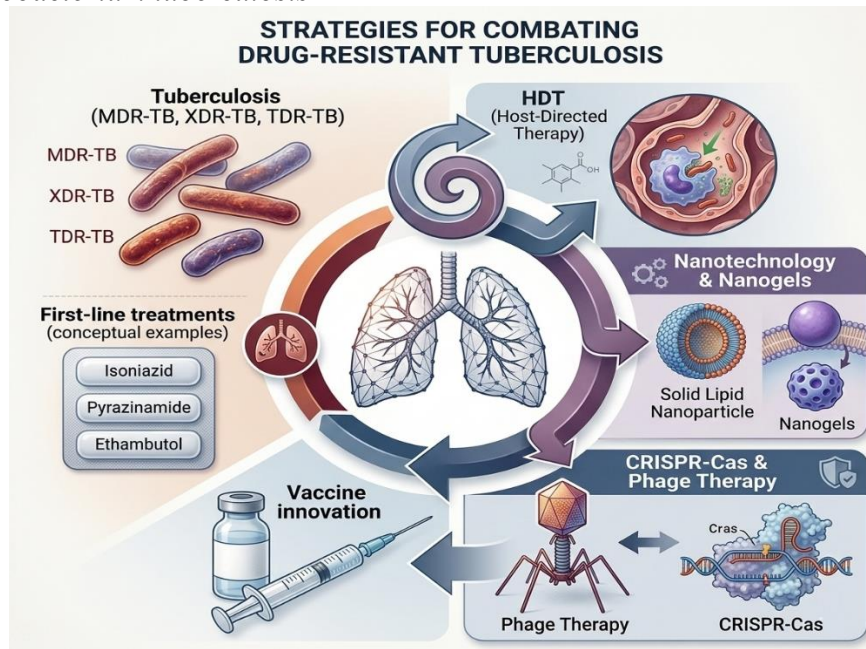 STRATEGIES FOR COMBATING
DRUG-RESISTANT TUBERCULOSIS
Tuberculosis
(MDR-TB, XDR-TB, TDR-TB)
MDR-TB
XDR-TB
TDR-TB
First-line treatments
(conceptual examples)
Isoniazid
Pyrazinamide
Ethambutol
HDT
(Host-Directed
Therapy)
O
OH
Nanotechnology
& Nanogels
Solid Lipid
Nanoparticle
Nanogels
CRISPR-Cas &
Phage Therapy
Cras
Phage Therapy
CRISPR-Cas
Vaccine
innovation